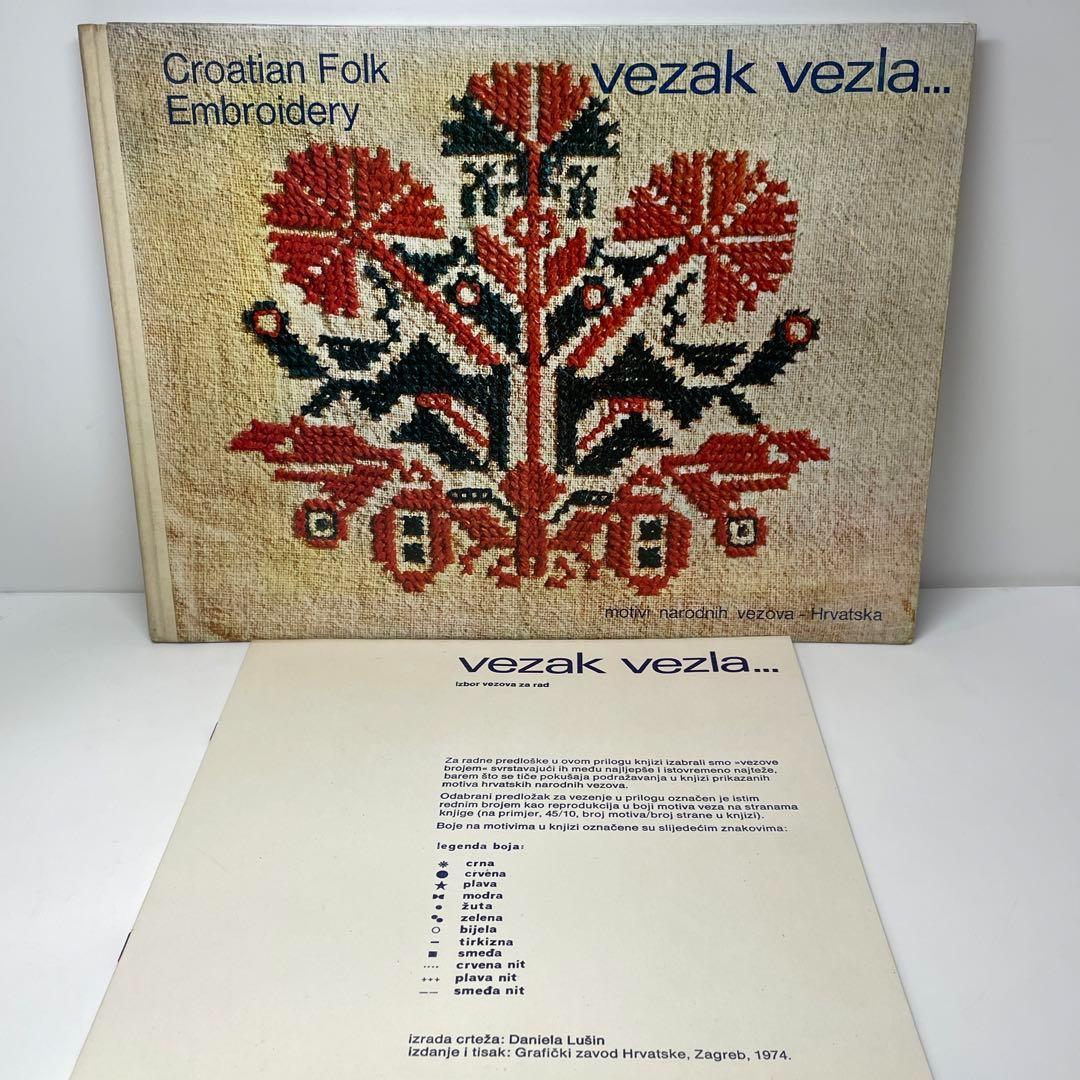 Croatian Folk
Embroidery
vezak vezla...
motivi narodnih vezova - Hrvatska
vezak vezla...
izbor vezova za rad
Za radne predloške u ovom prilogu knjizi izabrali smo »vezove
brojem« svrstavajući ih među najljepše i istovremeno najteže,
barem što se tiče pokušaja podražavanja u knjizi prikazanih
motiva hrvatskih narodnih vezova.
Odabrani predložak za vezenje u prilogu označen je istim
rednim brojem kao reprodukcija u boji motiva veza na stranama
knjige (na primjer, 45/10, broj motiva/broj strane u knjizi).
Boje na motivima u knjizi označene su slijedećim znakovima:
legenda boja:
crna
crvena
plava
modra
žuta
zelena
bijela
tirkizna
smeđa
.... crvena nit
+++ plava nit
—— smeđa nit
izrada crteža: Daniela Lušin
izdanje i tisak: Grafički zavod Hrvatske, Zagreb, 1974.